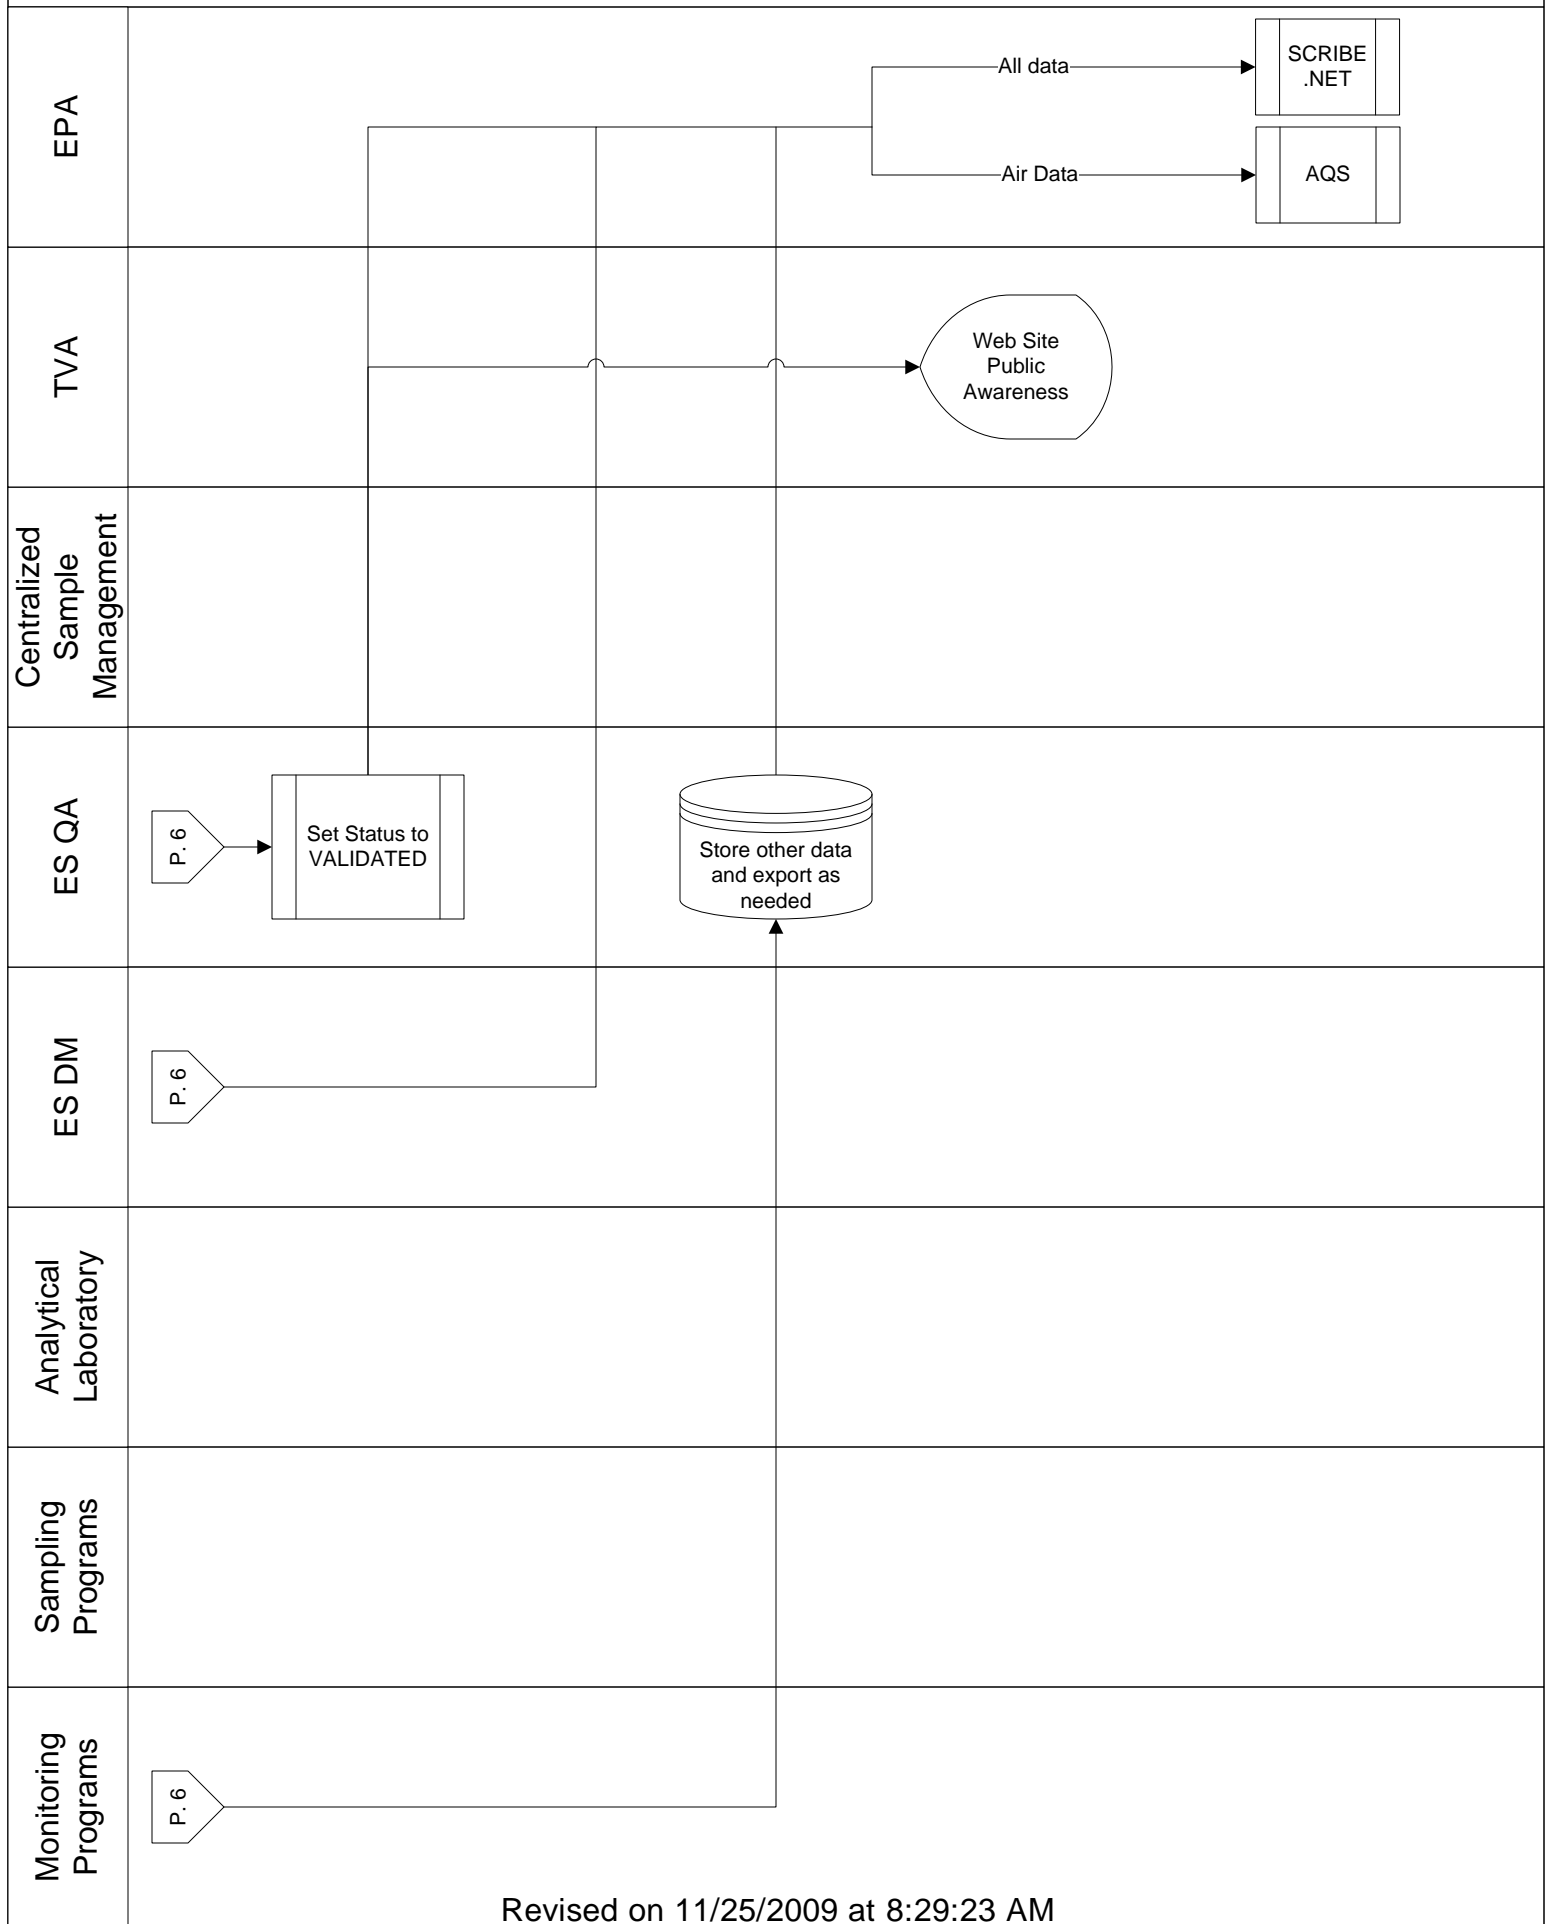 EPA
All data
SCRIBE
.NET
Air Data
AQS
TVA
Web Site
Public
Awareness
Centralized
Sample
Management
ES QA
P. 6
Set Status to
VALIDATED
Store other data
and export as
needed
ES DM
P. 6
Analytical
Laboratory
Sampling
Programs
Monitoring
Programs
P. 6
Revised on 11/25/2009 at 8:29:23 AM